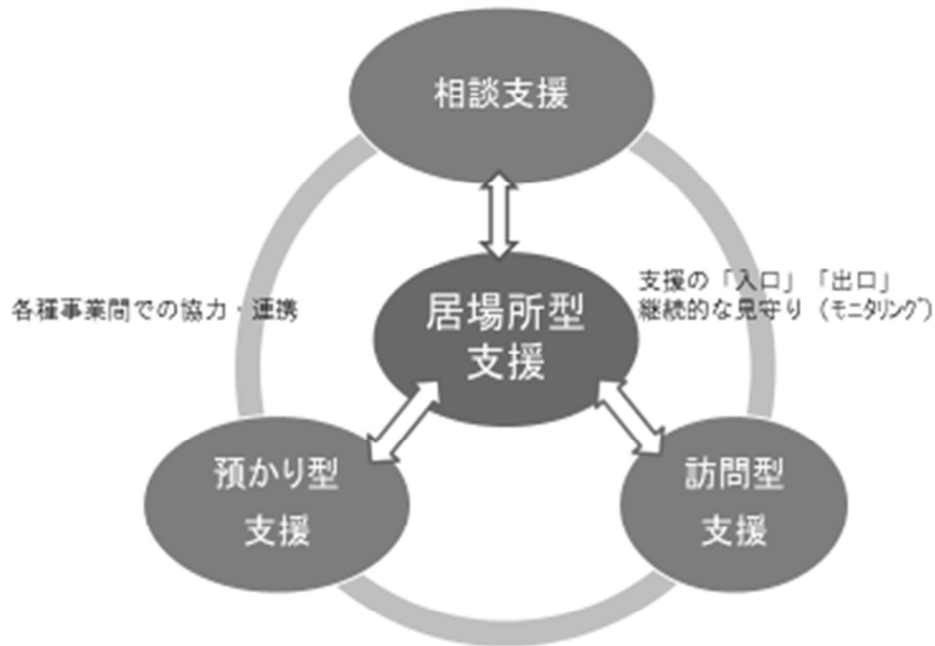 相談支援
支援の「入口」「出口」
継続的な見守り（ﾓﾆﾀﾘﾝｸﾞ）
各種事業間での協力・連携
居場所型
支援
預かり型
支援
訪問型
支援